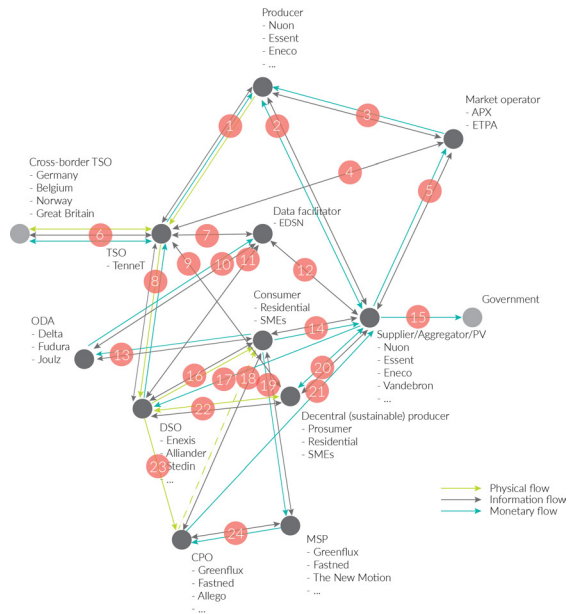 Producer
- Nuon
- Essent
- Eneco
- ...
Market operator
- APX
- ETPA
1
2
3
4
5
Cross-border TSO
- Germany
- Belgium
- Norway
- Great Britain
6
TSO
- TenneT
7
Data facilitator
- EDSN
8
9
10
11
12
Consumer
- Residential
- SMEs
ODA
- Delta
- Fudura
- Joulz
13
14
15
Government
Supplier/Aggregator/PV
- Nuon
- Essent
- Eneco
- Vandebron
- ...
16
17
18
19
20
21
22
Decentral (sustainable) producer
- Prosumer
- Residential
- SMEs
DSO
- Enexis
- Alliander
- Stedin
- ...
23
24
CPO
- Greenflux
- Fastned
- Allego
- ...
MSP
- Greenflux
- Fastned
- The New Motion
- ...
Physical flow
Information flow
Monetary flow